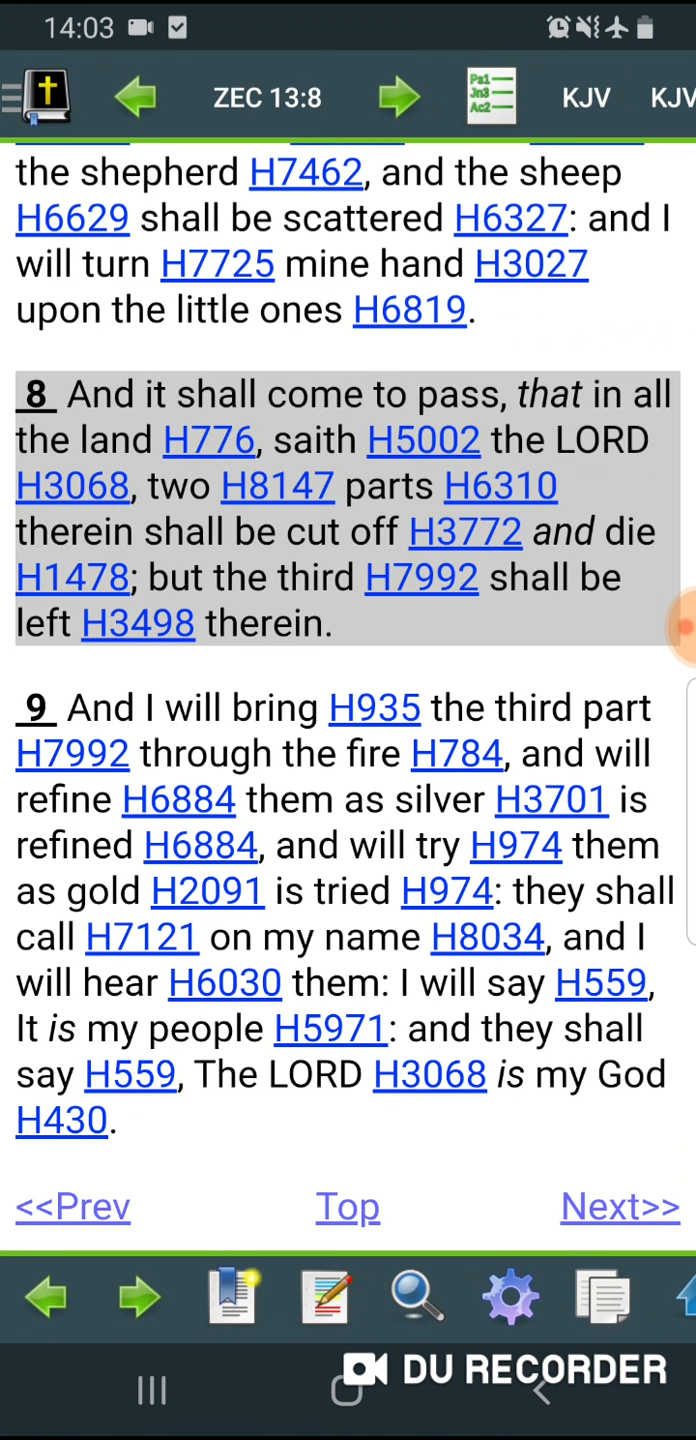 14:03
ZEC 13:8
Ps1
Jn3
Ac2
KJV
KJV
the shepherd H7462, and the sheep
H6629 shall be scattered H6327: and I
will turn H7725 mine hand H3027
upon the little ones H6819.
8 And it shall come to pass, that in all
the land H776, saith H5002 the LORD
H3068, two H8147 parts H6310
therein shall be cut off H3772 and die
H1478; but the third H7992 shall be
left H3498 therein.
9 And I will bring H935 the third part
H7992 through the fire H784, and will
refine H6884 them as silver H3701 is
refined H6884, and will try H974 them
as gold H2091 is tried H974: they shall
call H7121 on my name H8034, and I
will hear H6030 them: I will say H559,
It is my people H5971: and they shall
say H559, The LORD H3068 is my God
H430.
<<Prev
Top
Next>>
DU RECORDER